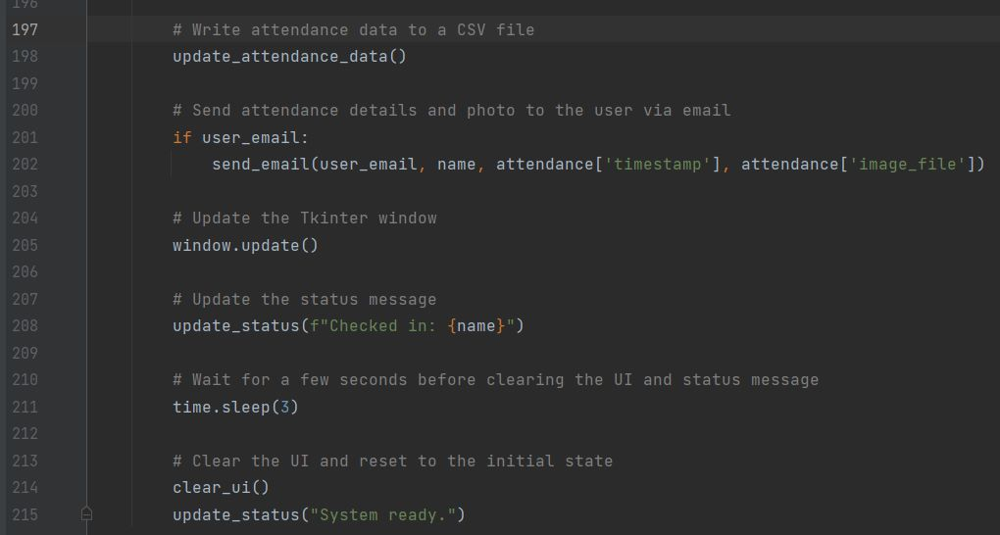 196
197 # Write attendance data to a CSV file
198 update_attendance_data()
199
200 # Send attendance details and photo to the user via email
201 if user_email:
202 send_email(user_email, name, attendance['timestamp'], attendance['image_file'])
203
204 # Update the Tkinter window
205 window.update()
206
207 # Update the status message
208 update_status(f"Checked in: {name}")
209
210 # Wait for a few seconds before clearing the UI and status message
211 time.sleep(3)
212
213 # Clear the UI and reset to the initial state
214 clear_ui()
215 update_status("System ready.")